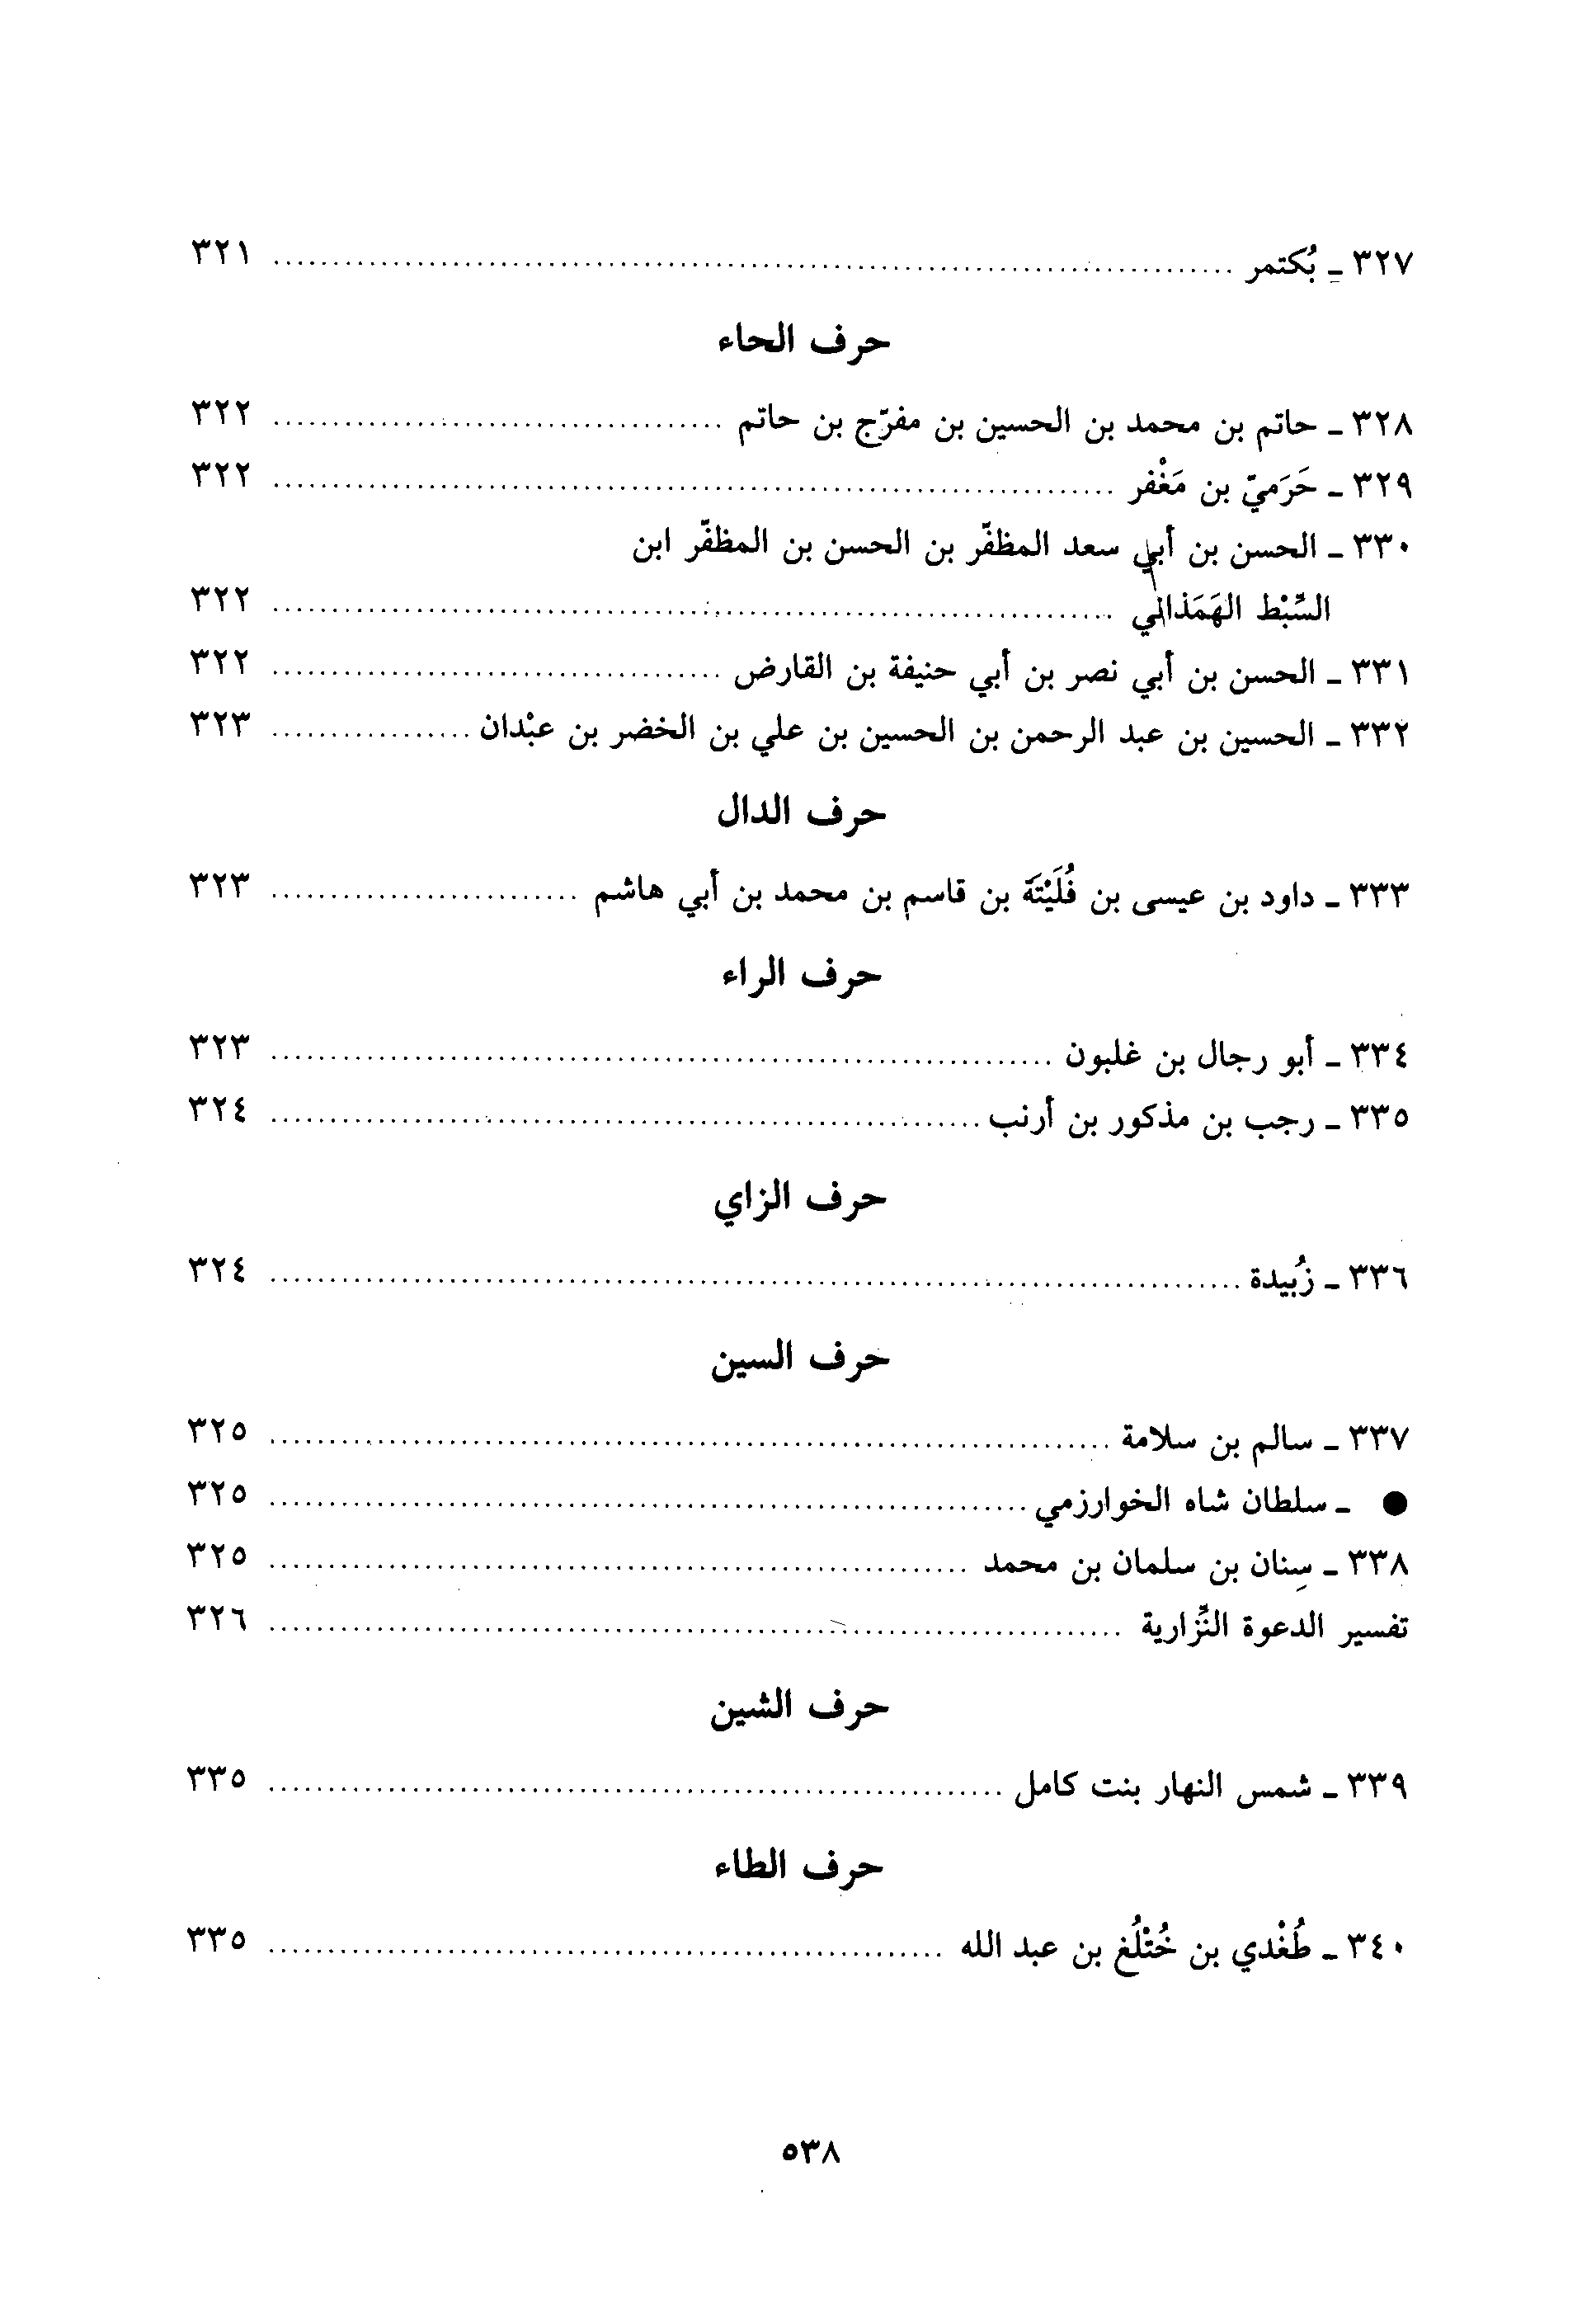 ٣٢٧ ـ بُكتمر ........ ٣٢١
حرف الحاء
٣٢٨ ـ حاتم بن محمد بن الحسين بن مفرّج بن حاتم ........ ٣٢٢
٣٢٩ ـ حَرَميّ بن مَغْفر ........ ٣٢٢
٣٣٠ ـ الحسن بن أبي سعد المظفّر بن الحسن بن المظفّر ابن
السِّبْط الهَمَذاني ........ ٣٢٢
٣٣١ ـ الحسن بن أبي نصر بن أبي حنيفة بن القارض ........ ٣٢٢
٣٣٢ ـ الحسين بن عبد الرحمن بن الحسين بن علي بن الخضر بن عبْدان ........ ٣٢٣
حرف الدال
٣٣٣ ـ داود بن عيسى بن فُلَيْتَة بن قاسم بن محمد بن أبي هاشم ........ ٣٢٣
حرف الراء
٣٣٤ ـ أبو رجال بن غلبون ........ ٣٢٣
٣٣٥ ـ رجب بن مذكور بن أرنب ........ ٣٢٤
حرف الزاي
٣٣٦ ـ زُبيدة ........ ٣٢٤
حرف السين
٣٣٧ ـ سالم بن سلامة ........ ٣٢٥
● ـ سلطان شاه الخوارزمي ........ ٣٢٥
٣٣٨ ـ سِنان بن سلمان بن محمد ........ ٣٢٥
تفسير الدعوة النِّزارية ........ ٣٢٦
حرف الشين
٣٣٩ ـ شمس النهار بنت كامل ........ ٣٣٥
حرف الطاء
٣٤٠ ـ طُغْدي بن خُتْلُغ بن عبد الله ........ ٣٣٥
٥٣٨